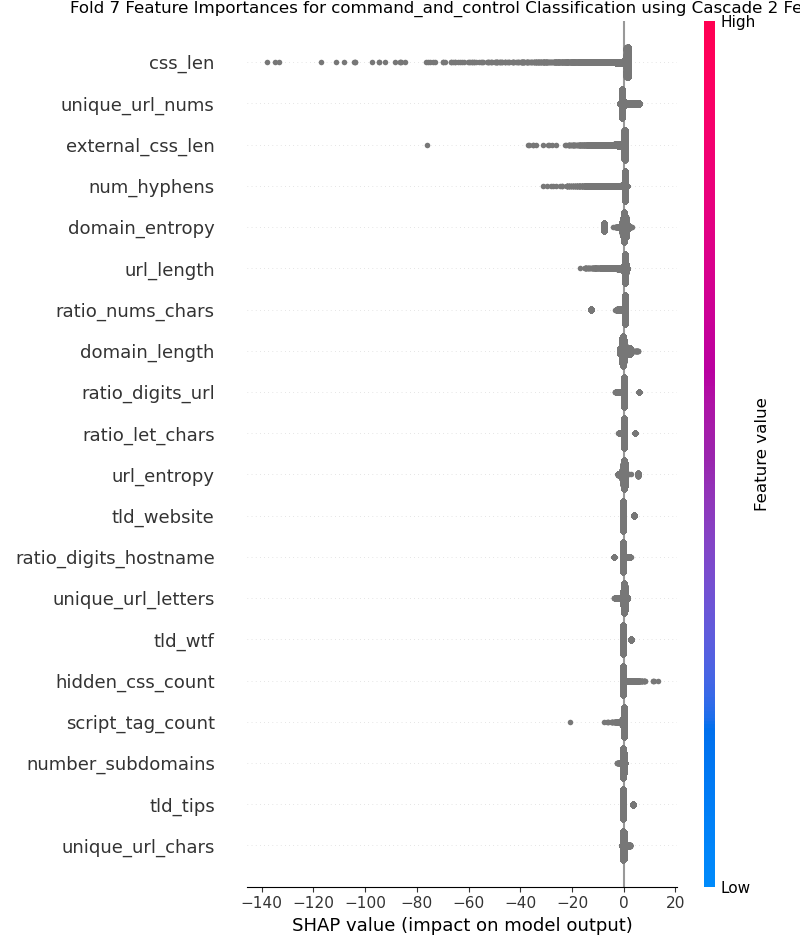 Fold 7 Feature Importances for command_and_control Classification using Cascade 2 Fe
High
css_len
unique_url_nums
external_css_len
num_hyphens
domain_entropy
url_length
ratio_nums_chars
domain_length
ratio_digits_url
ratio_let_chars
url_entropy
tld_website
ratio_digits_hostname
unique_url_letters
tld_wtf
hidden_css_count
script_tag_count
number_subdomains
tld_tips
unique_url_chars
Feature value
Low
−140 −120 −100 −80 −60 −40 −20 0 20
SHAP value (impact on model output)